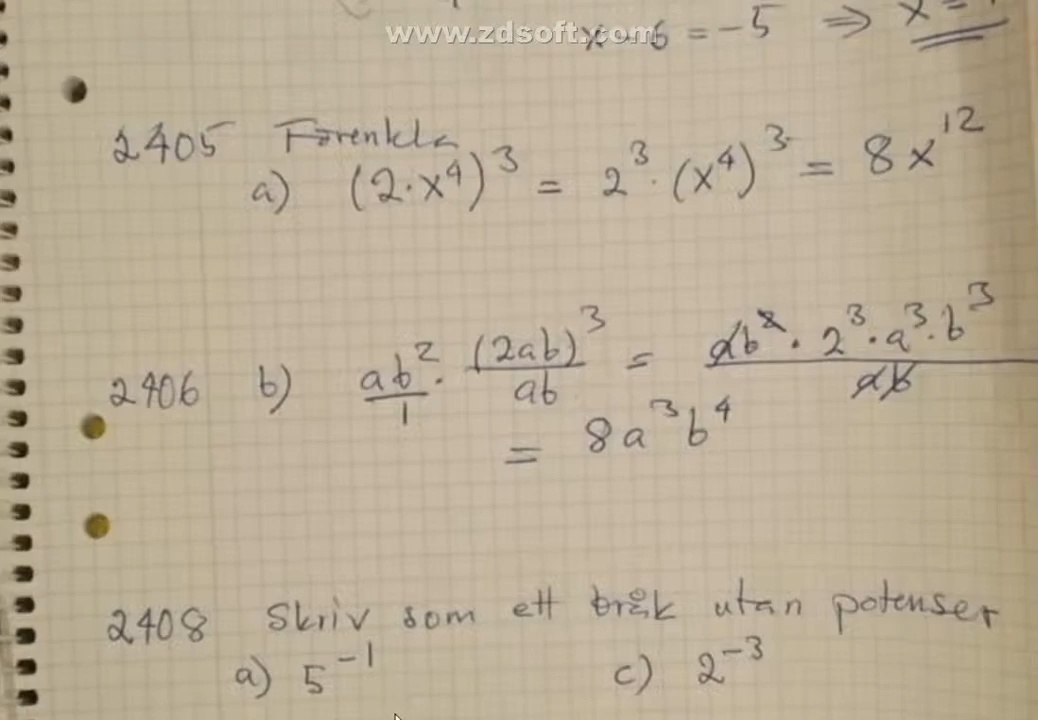 www.zdsoft.com
x - 6 = -5 ⇒ x =
2405 Förenkla
a) (2·x⁴)³ = 2³·(x⁴)³ = 8x¹²
2406 b) ab²/1 · (2ab)³/ab = ab²·2³·a³·b³/ab
= 8a³b⁴
2408 Skriv som ett bråk utan potenser
a) 5⁻¹ c) 2⁻³